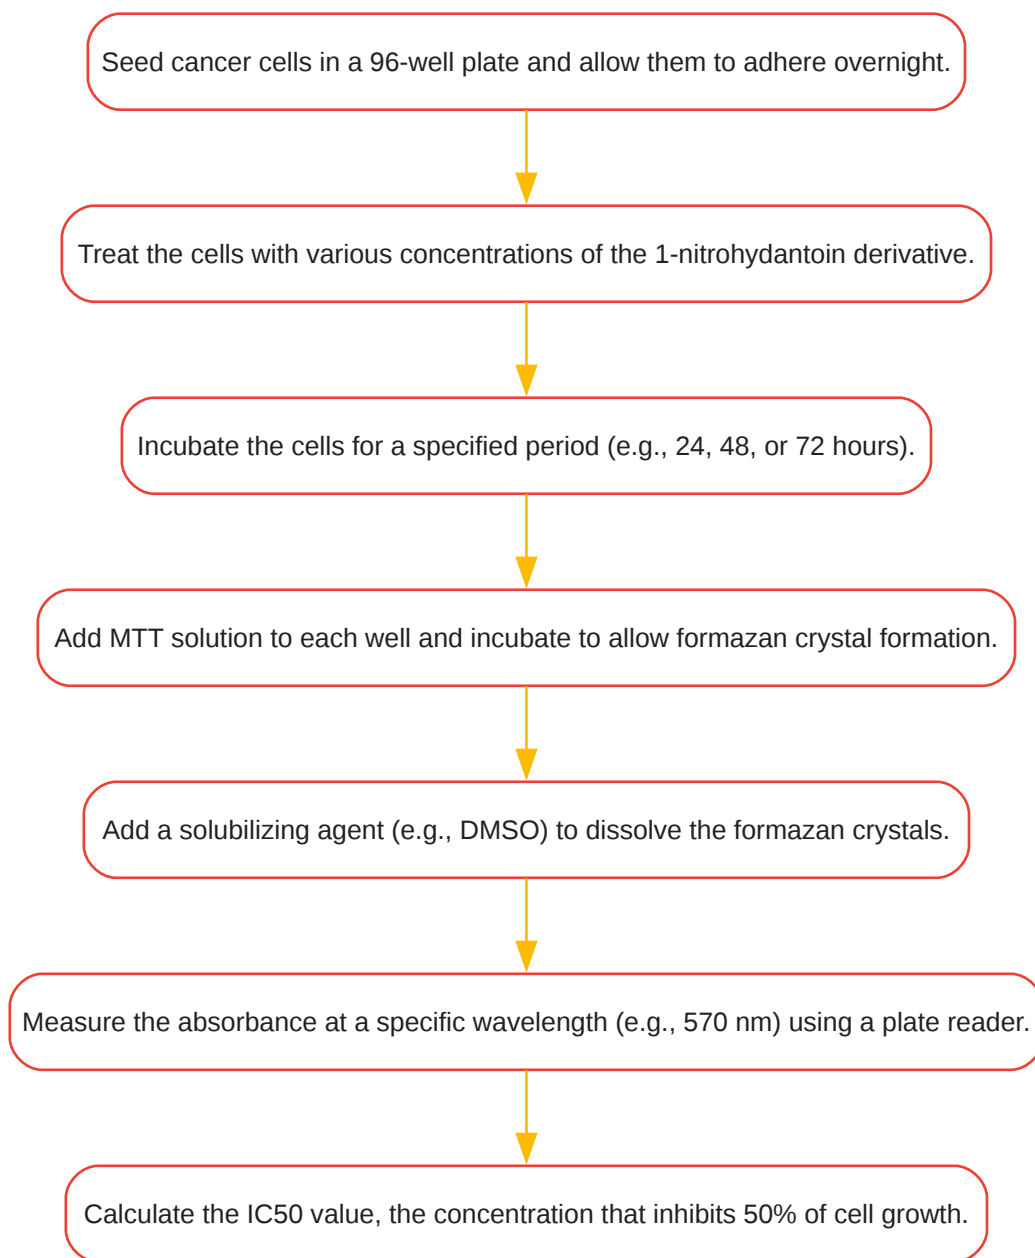 Seed cancer cells in a 96-well plate and allow them to adhere overnight.
Treat the cells with various concentrations of the 1-nitrohydantoin derivative.
Incubate the cells for a specified period (e.g., 24, 48, or 72 hours).
Add MTT solution to each well and incubate to allow formazan crystal formation.
Add a solubilizing agent (e.g., DMSO) to dissolve the formazan crystals.
Measure the absorbance at a specific wavelength (e.g., 570 nm) using a plate reader.
Calculate the IC50 value, the concentration that inhibits 50% of cell growth.